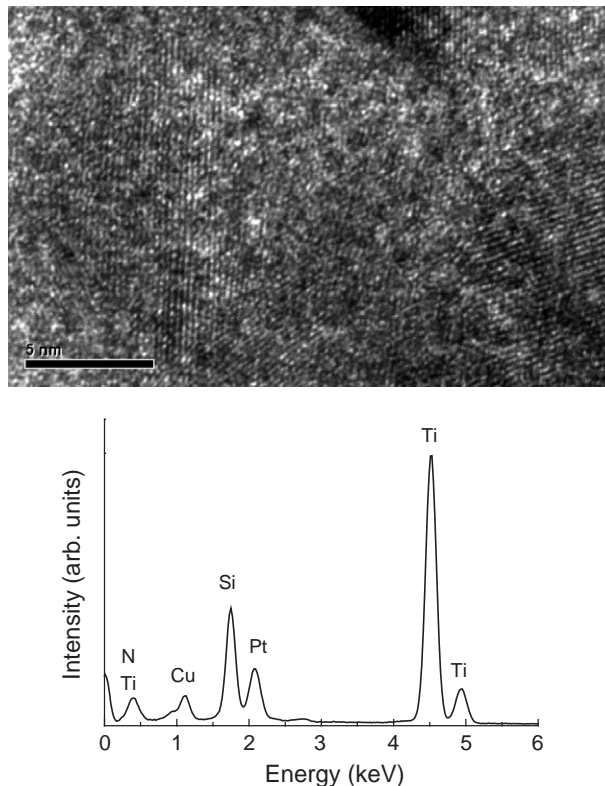 5 nm
Ti
Si
Pt
N
Ti
Cu
Ti
Intensity (arb. units)
0 1 2 3 4 5 6
Energy (keV)